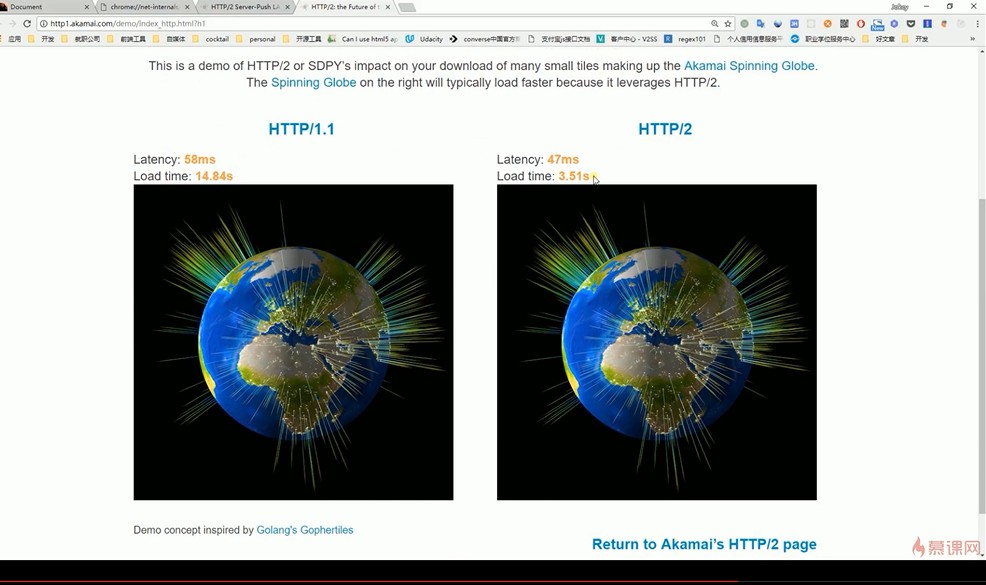 Document
chrome://net-internals
HTTP/2 Server-Push Li
HTTP/2: the Future of t
http1.akamai.com/demo/index_http.html?h1
应用
开发
就职公司
前端工具
自媒体
cocktail
personal
开源工具
Can I use html5 ap
Udacity
converse中国官方
支付宝js接口文档
客户中心 - V2SS
regex101
个人信用信息服务平
职业学位服务中心
好文章
开发
»
This is a demo of HTTP/2 or SDPY's impact on your download of many small tiles making up the Akamai Spinning Globe.
The Spinning Globe on the right will typically load faster because it leverages HTTP/2.
HTTP/1.1
Latency: 58ms
Load time: 14.84s
HTTP/2
Latency: 47ms
Load time: 3.51s
Demo concept inspired by Golang's Gophertiles
Return to Akamai's HTTP/2 page
慕课网